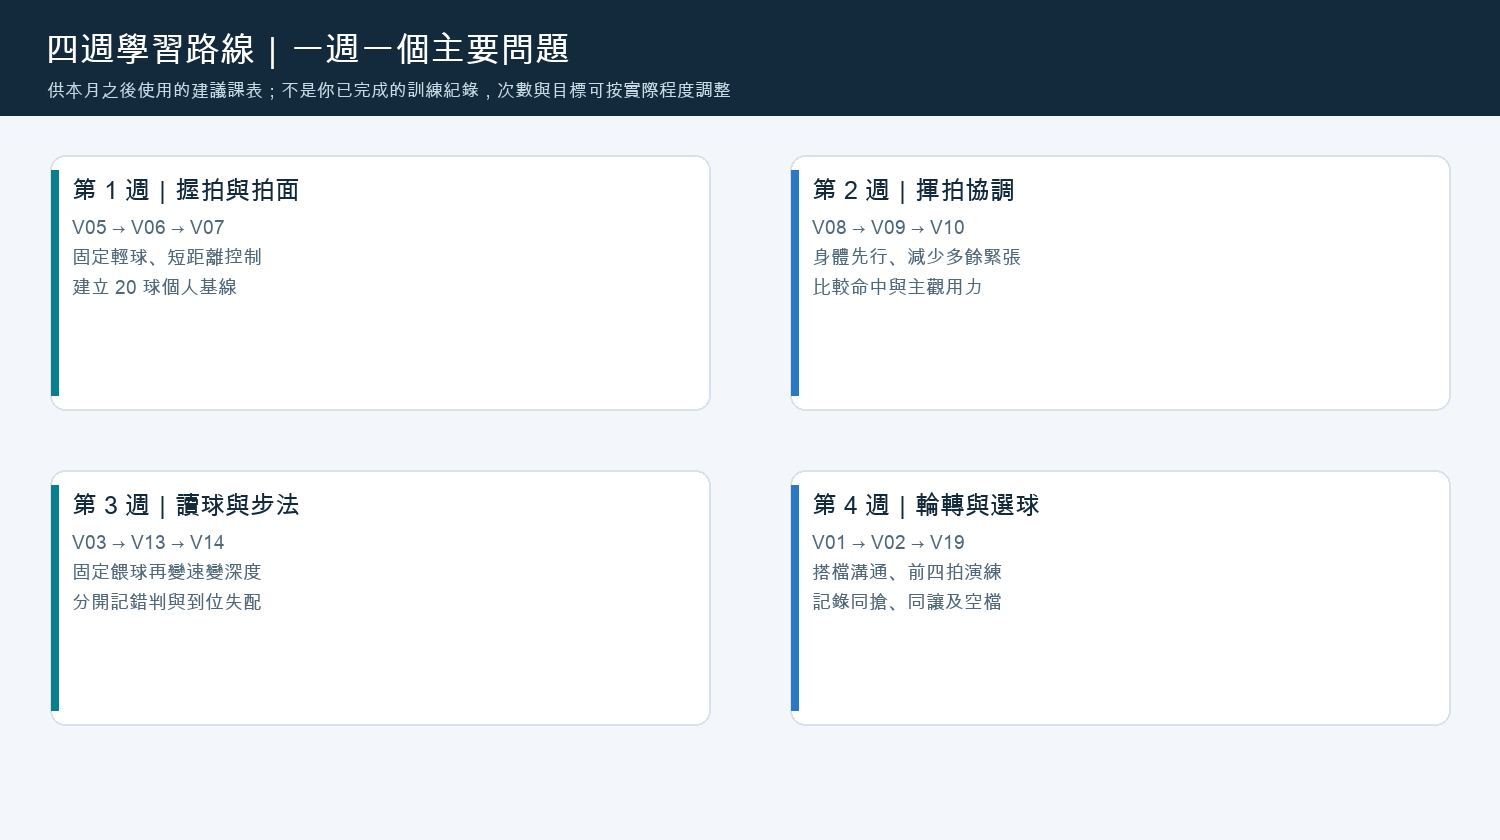 四週學習路線｜一週一個主要問題
供本月之後使用的建議課表；不是你已完成的訓練紀錄，次數與目標可按實際程度調整
第 1 週｜握拍與拍面
V05 → V06 → V07
固定輕球、短距離控制
建立 20 球個人基線
第 2 週｜揮拍協調
V08 → V09 → V10
身體先行、減少多餘緊張
比較命中與主觀用力
第 3 週｜讀球與步法
V03 → V13 → V14
固定餵球再變速變深度
分開記錯判與到位失配
第 4 週｜輪轉與選球
V01 → V02 → V19
搭檔溝通、前四拍演練
記錄同搶、同讓及空檔